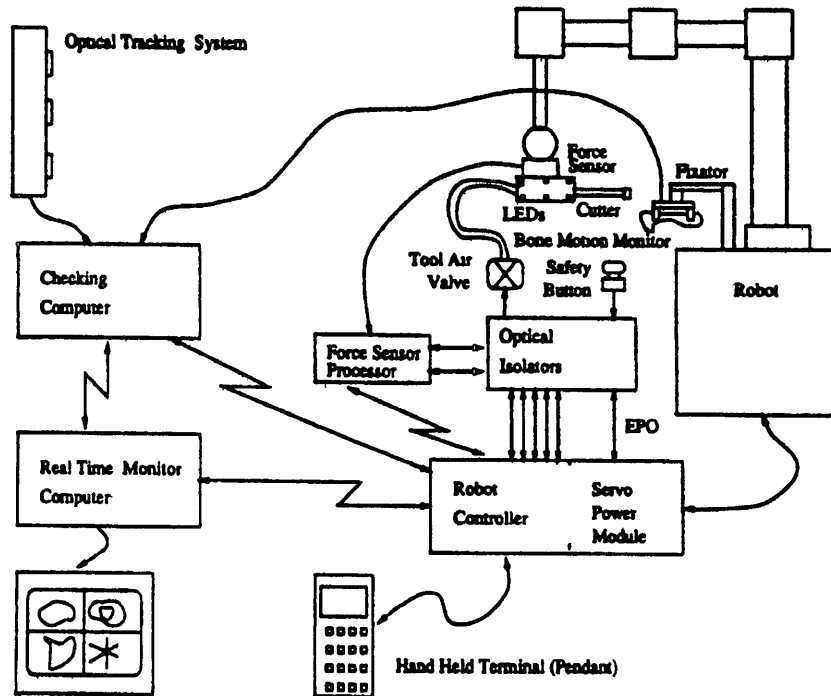 Optical Tracking System
Force
Sensor
Fixator
LEDs
Cutter
Bone Motion Monitor
Tool Air
Valve
Safety
Button
Robot
Checking
Computer
Optical
Isolators
Force Sensor
Processor
EPO
Real Time Monitor
Computer
Robot
Controller
Servo
Power
Module
Hand Held Terminal (Pendant)